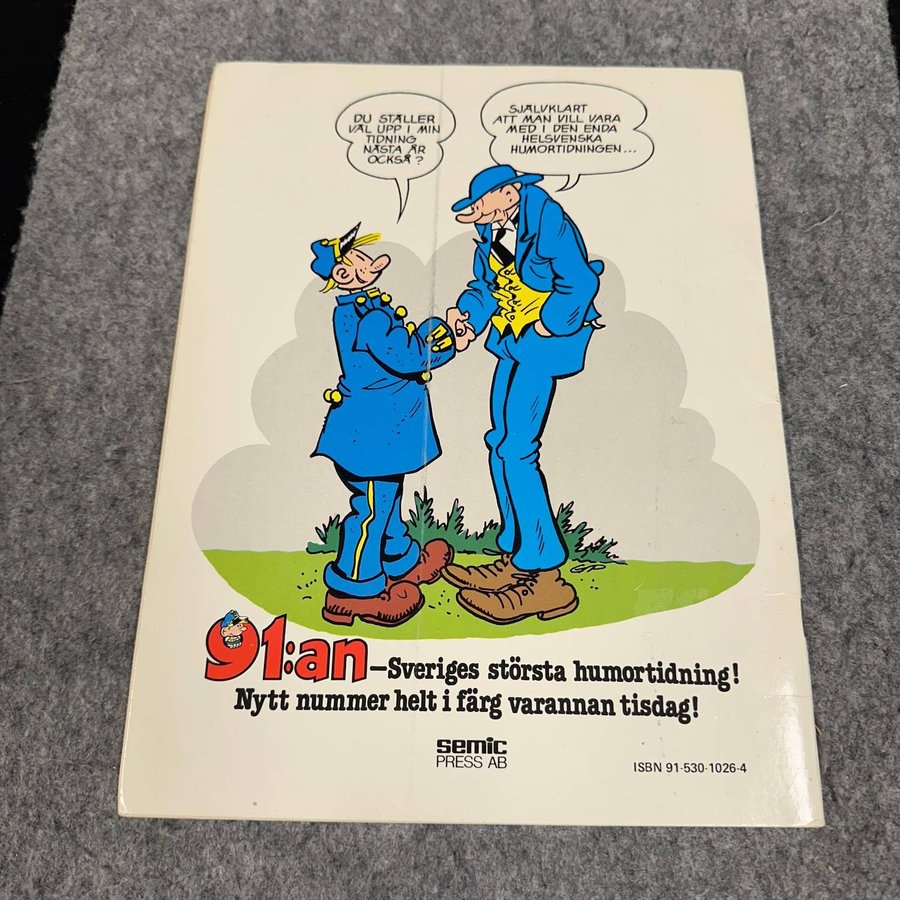 DU STÄLLER
VÄL UPP I MIN
TIDNING
NÄSTA ÅR
OCKSÅ?
SJÄLVKLART
ATT MAN VILL VARA
MED I DEN ENDA
HELSVENSKA
HUMORTIDNINGEN...
GP
91:an –Sveriges största humortidning!
Nytt nummer helt i färg varannan tisdag!
semic
PRESS AB
ISBN 91-530-1026-4